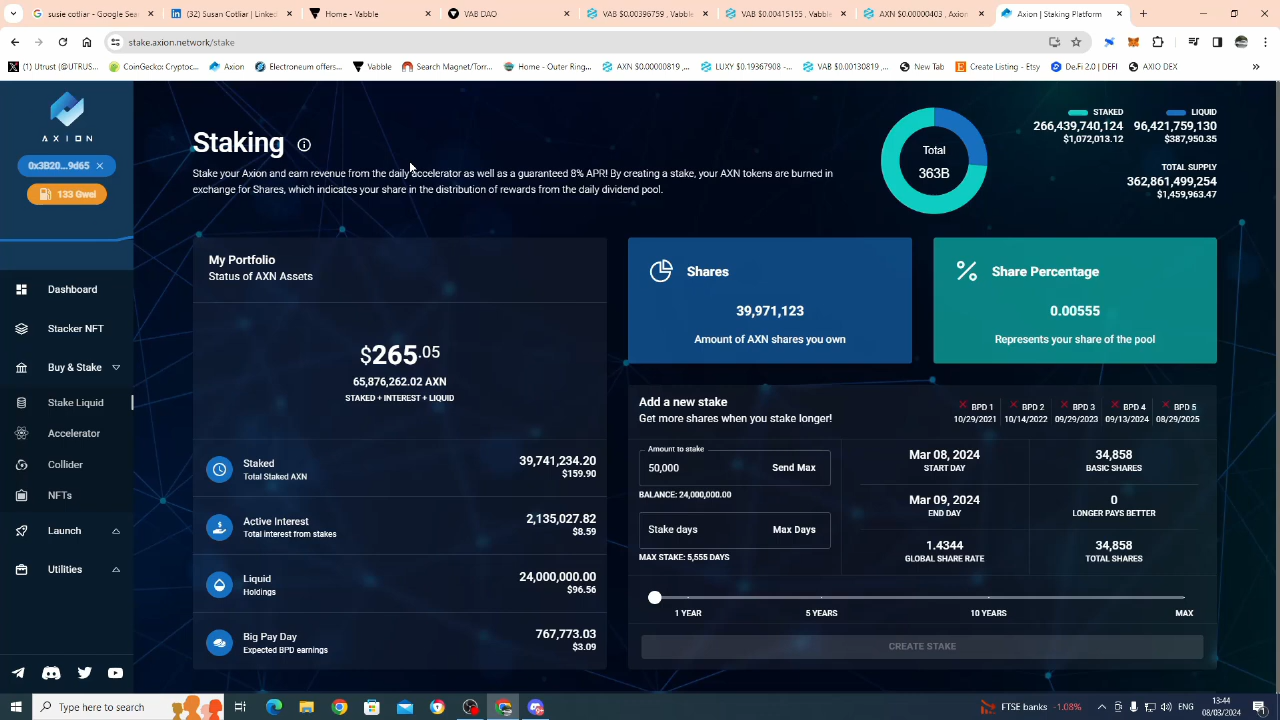 Google
(32) Susan C
Home - Vabble
VAB DAO
VAB $0.0396759, Vabble
VAB $0.00415155, Vabble
AXN $0.00000403, Axion
Axion | Staking Platform
stake.axion.network/stake
Utrust (@UTRUS...
CoinGecko: Cryptoc...
Axion
Electroneum offers...
Vabble
Search Magnet/Torr...
Home - Outer Ring...
AXN $0.00000819 ,...
LUXY $0.19367908 -...
VAB $0.00130819 ,...
New Tab
Create Listing - Etsy
De.Fi 2.0 | DEFI
AXIO DEX
AXION
0x3B20...9d65
133 Gwei
Dashboard
Stacker NFT
Buy & Stake
Stake Liquid
Accelerator
Collider
NFTs
Launch
Utilities
Staking
Stake your Axion and earn revenue from the daily accelerator as well as a guaranteed 8% APR! By creating a stake, your AXN tokens are burned in
exchange for Shares, which indicates your share in the distribution of rewards from the daily dividend pool.
Total
363B
STAKED
266,439,740,124
$1,072,013.12
LIQUID
96,421,759,130
$387,950.35
TOTAL SUPPLY
362,861,499,254
$1,459,963.47
My Portfolio
Status of AXN Assets
$265.05
65,876,262.02 AXN
STAKED + INTEREST + LIQUID
Staked
Total Staked AXN
39,741,234.20
$159.90
Active Interest
Total interest from stakes
2,135,027.82
$8.59
Liquid
Holdings
24,000,000.00
$96.56
Big Pay Day
Expected BPD earnings
767,773.03
$3.09
Shares
39,971,123
Amount of AXN shares you own
Share Percentage
0.00555
Represents your share of the pool
Add a new stake
Get more shares when you stake longer!
BPD 1
10/29/2021
BPD 2
10/14/2022
BPD 3
09/29/2023
BPD 4
09/13/2024
BPD 5
08/29/2025
Amount to stake
50,000
Send Max
BALANCE: 24,000,000.00
Stake days
Max Days
MAX STAKE: 5,555 DAYS
Mar 08, 2024
START DAY
34,858
BASIC SHARES
Mar 09, 2024
END DAY
0
LONGER PAYS BETTER
1.4344
GLOBAL SHARE RATE
34,858
TOTAL SHARES
1 YEAR
5 YEARS
10 YEARS
MAX
CREATE STAKE
Type here to search
FTSE banks -1.08%
ENG
13:44
08/03/2024